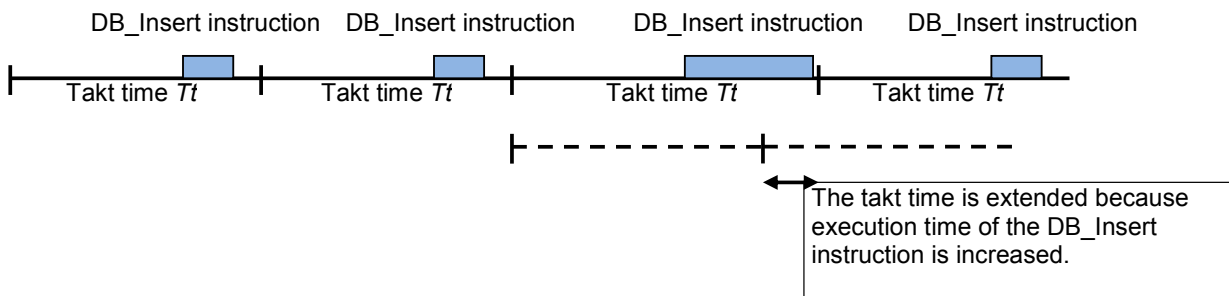 DB_Insert instruction DB_Insert instruction DB_Insert instruction DB_Insert instruction
Takt time Tt Takt time Tt Takt time Tt Takt time Tt
The takt time is extended because
execution time of the DB_Insert
instruction is increased.